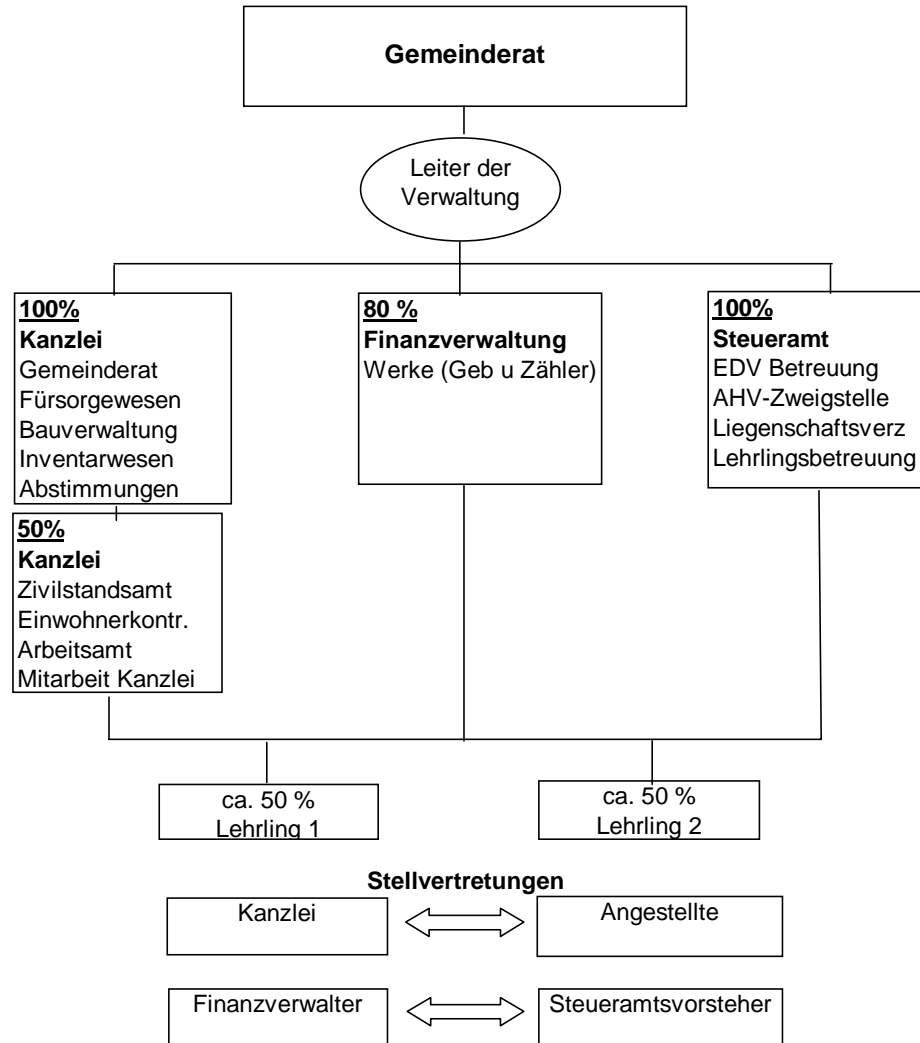 Gemeinderat
Leiter der
Verwaltung
100%
Kanzlei
Gemeinderat
Fürsorgewesen
Bauverwaltung
Inventarwesen
Abstimmungen
50%
Kanzlei
Zivilstandsamt
Einwohnerkontr.
Arbeitsamt
Mitarbeit Kanzlei
80 %
Finanzverwaltung
Werke (Geb u Zähler)
100%
Steueramt
EDV Betreuung
AHV-Zweigstelle
Liegenschaftsverz
Lehrlingsbetreuung
ca. 50 %
Lehrling 1
ca. 50 %
Lehrling 2
Stellvertretungen
Kanzlei
Angestellte
Finanzverwalter
Steueramtsvorsteher